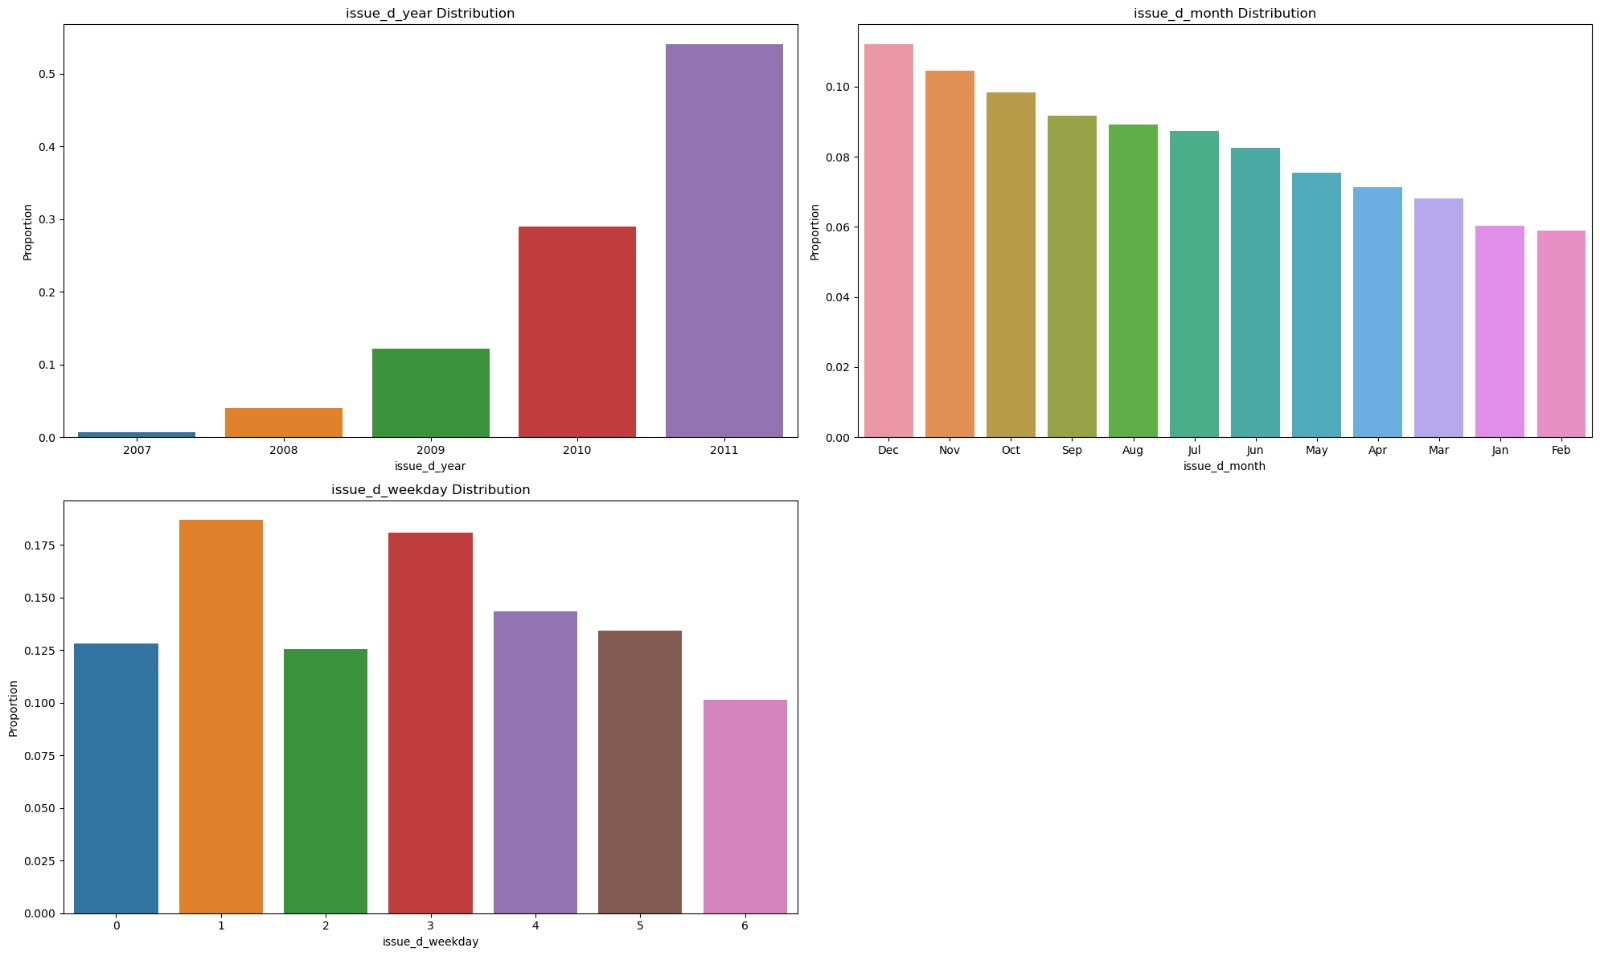 issue_d_year Distribution
Proportion
0.5
0.4
0.3
0.2
0.1
0.0
2007 2008 2009 2010 2011
issue_d_year
issue_d_month Distribution
Proportion
0.10
0.08
0.06
0.04
0.02
0.00
Dec Nov Oct Sep Aug Jul Jun May Apr Mar Jan Feb
issue_d_month
issue_d_weekday Distribution
Proportion
0.175
0.150
0.125
0.100
0.075
0.050
0.025
0.000
0 1 2 3 4 5 6
issue_d_weekday